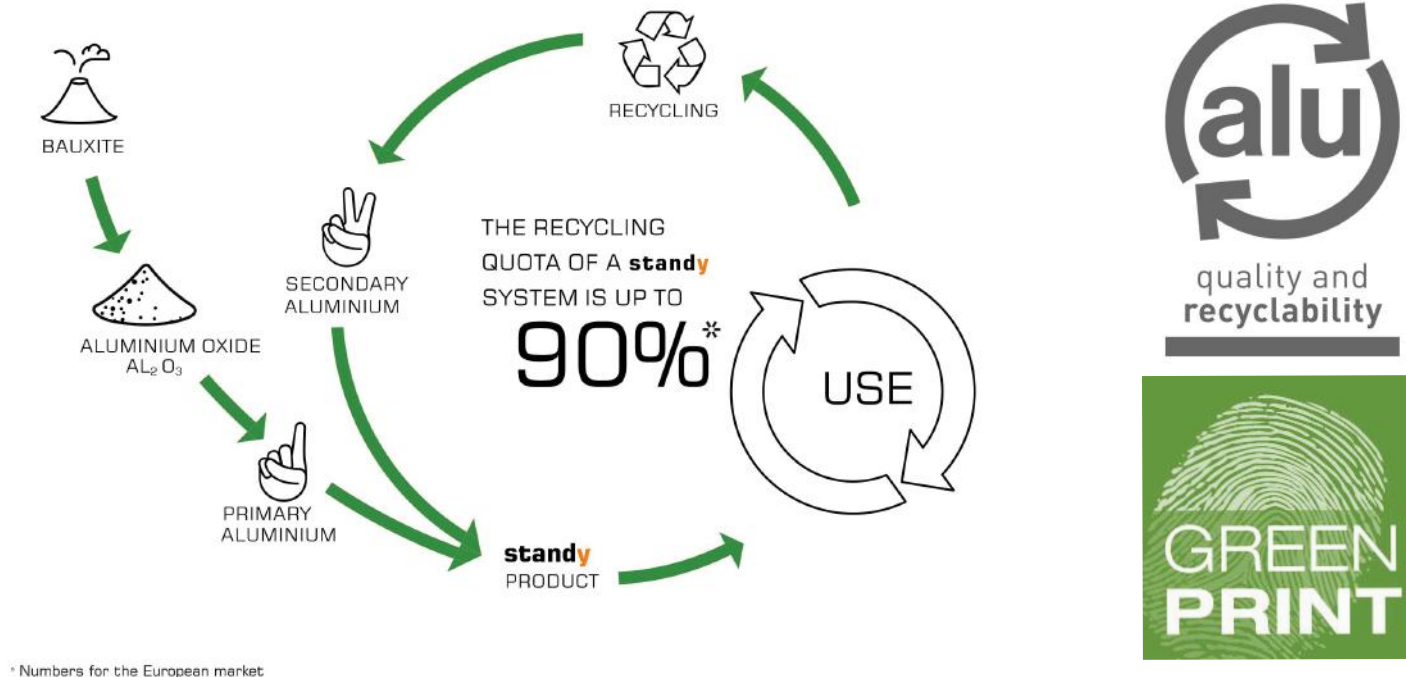 BAUXITE
ALUMINIUM OXIDE
AL₂ O₃
PRIMARY
ALUMINIUM
SECONDARY
ALUMINIUM
RECYCLING
THE RECYCLING
QUOTA OF A standy
SYSTEM IS UP TO
90%*
USE
standy
PRODUCT
* Numbers for the European market
alu
quality and
recyclability
GREEN
PRINT